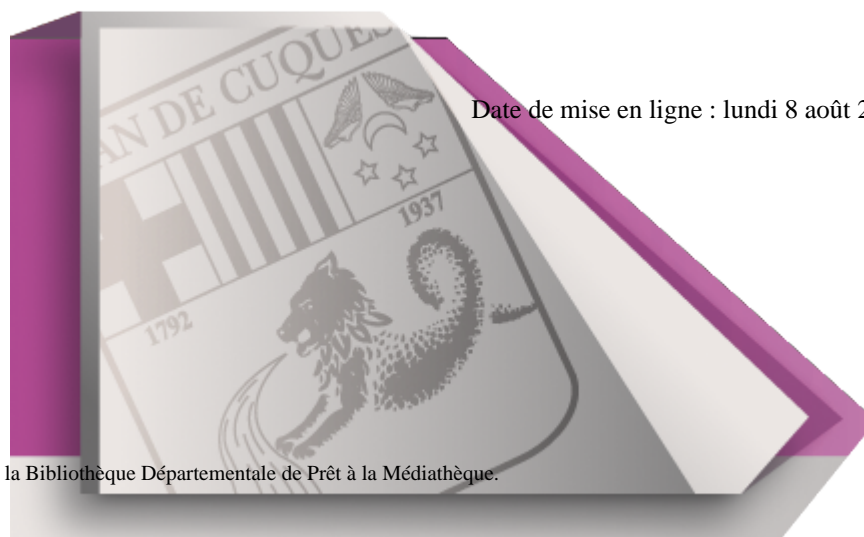 AN DE CUQUES
Date de mise en ligne : lundi 8 août 2
1937
1792
la Bibliothèque Départementale de Prêt à la Médiathèque.